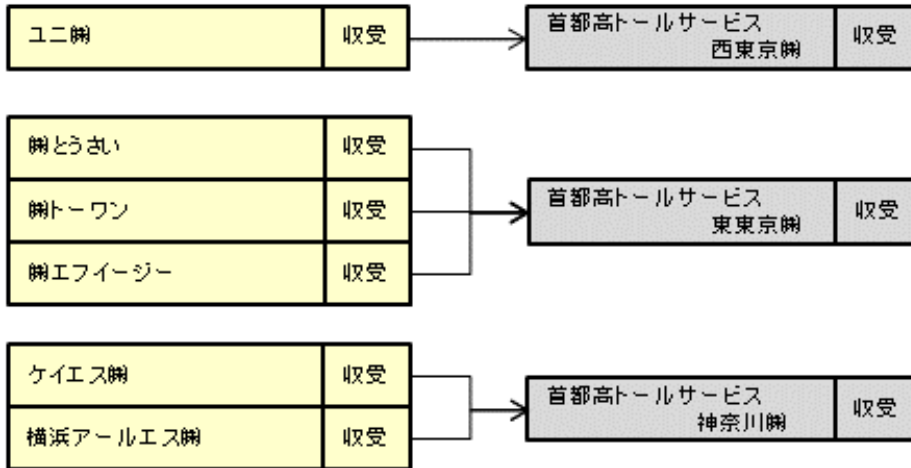 ユニ㈱ 収受
首都高トールサービス
西東京㈱ 収受
㈱とうさい 収受
㈱トーワン 収受
㈱エフイージー 収受
首都高トールサービス
東東京㈱ 収受
ケイエス㈱ 収受
横浜アールエス㈱ 収受
首都高トールサービス
神奈川㈱ 収受